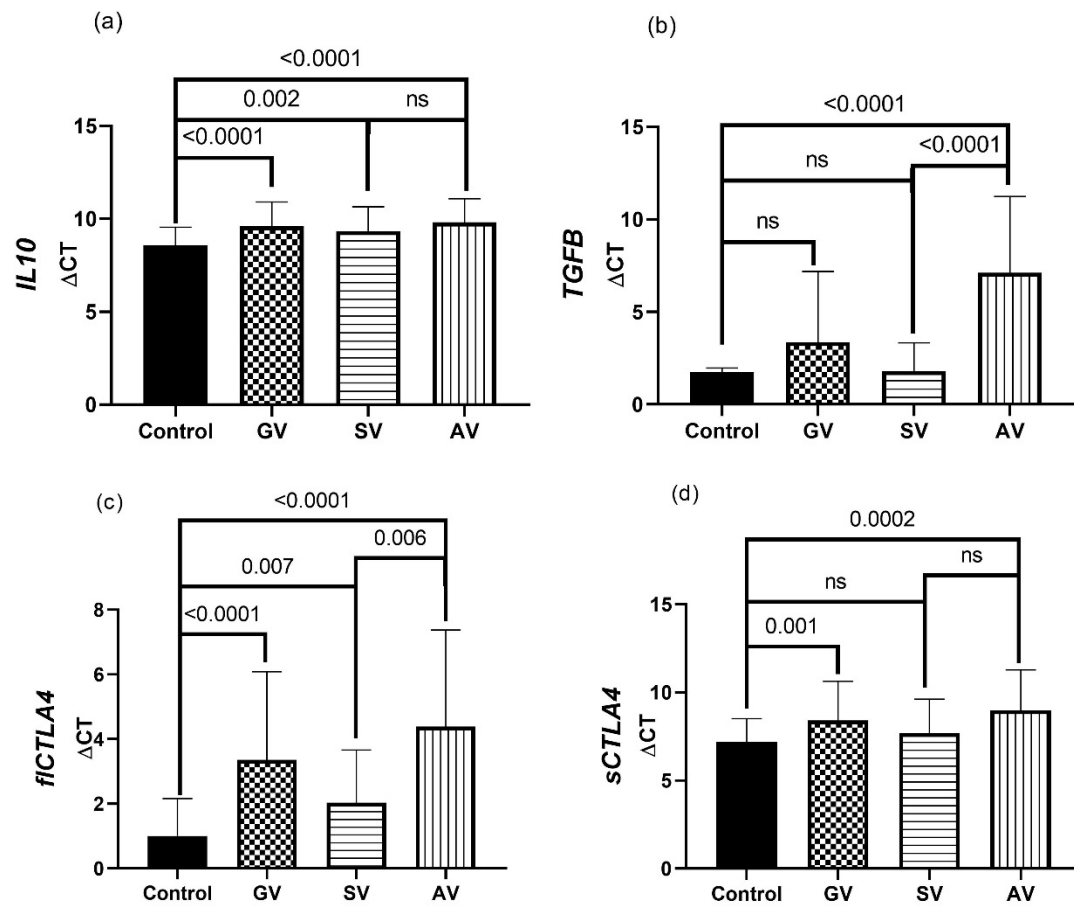 (a)
<0.0001
0.002
ns
<0.0001
15
10
5
0
IL10
ΔCT
Control GV SV AV
(b)
<0.0001
<0.0001
ns
ns
15
10
5
0
TGFB
ΔCT
Control GV SV AV
(c)
<0.0001
0.006
0.007
<0.0001
8
6
4
2
0
flCTLA4
ΔCT
Control GV SV AV
(d)
0.0002
ns
ns
0.001
15
10
5
0
sCTLA4
ΔCT
Control GV SV AV